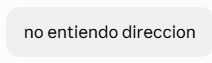 no entiendo direccion